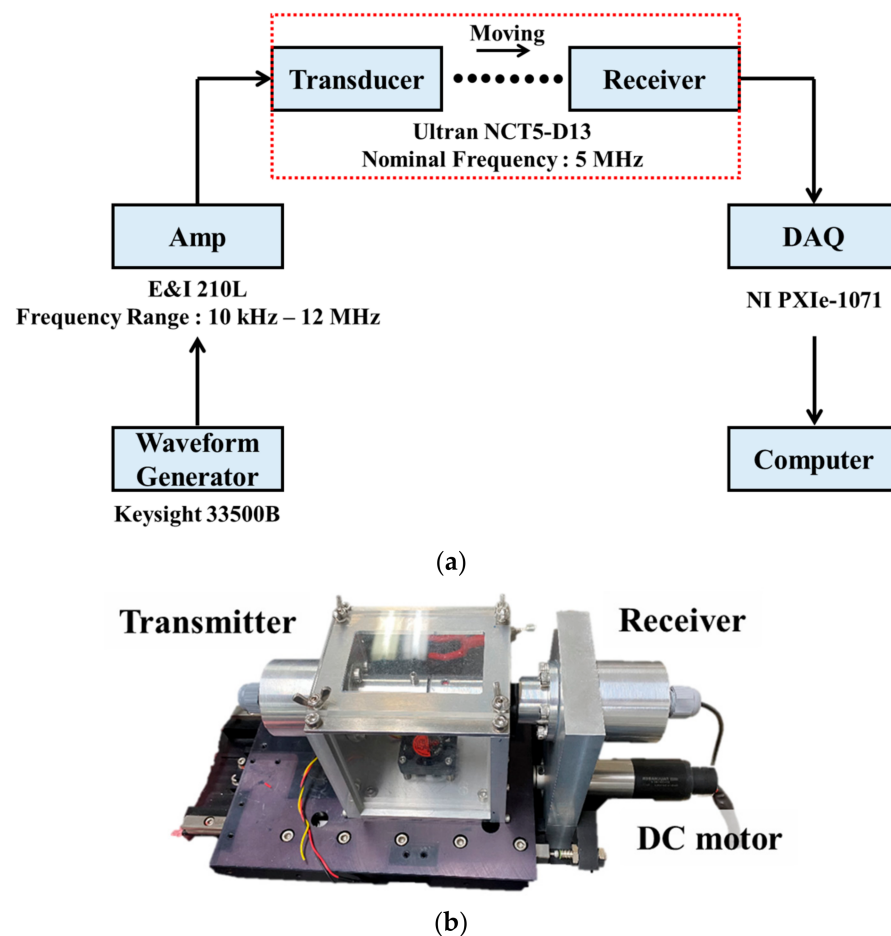 Moving
Transducer
Receiver
Ultran NCT5-D13
Nominal Frequency : 5 MHz
Amp
DAQ
E&I 210L
Frequency Range : 10 kHz – 12 MHz
NI PXIe-1071
Waveform
Generator
Computer
Keysight 33500B
(a)
Transmitter
Receiver
DC motor
(b)